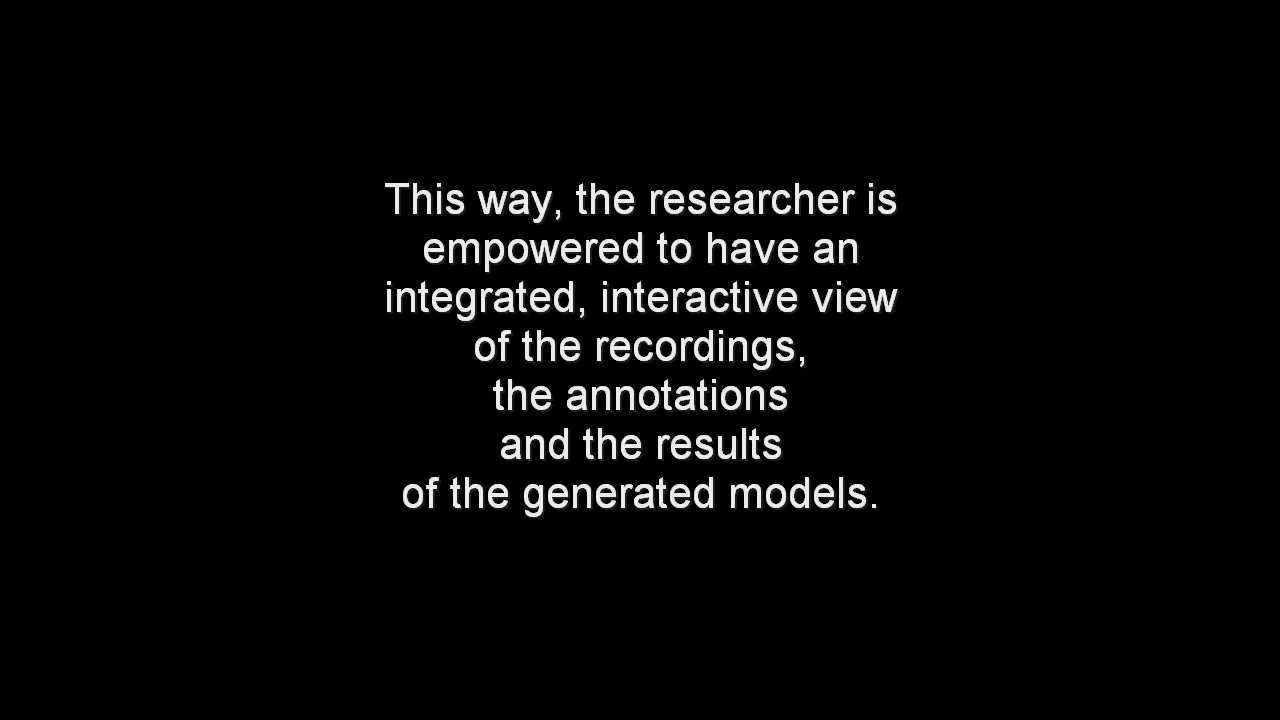 This way, the researcher is
empowered to have an
integrated, interactive view
of the recordings,
the annotations
and the results
of the generated models.